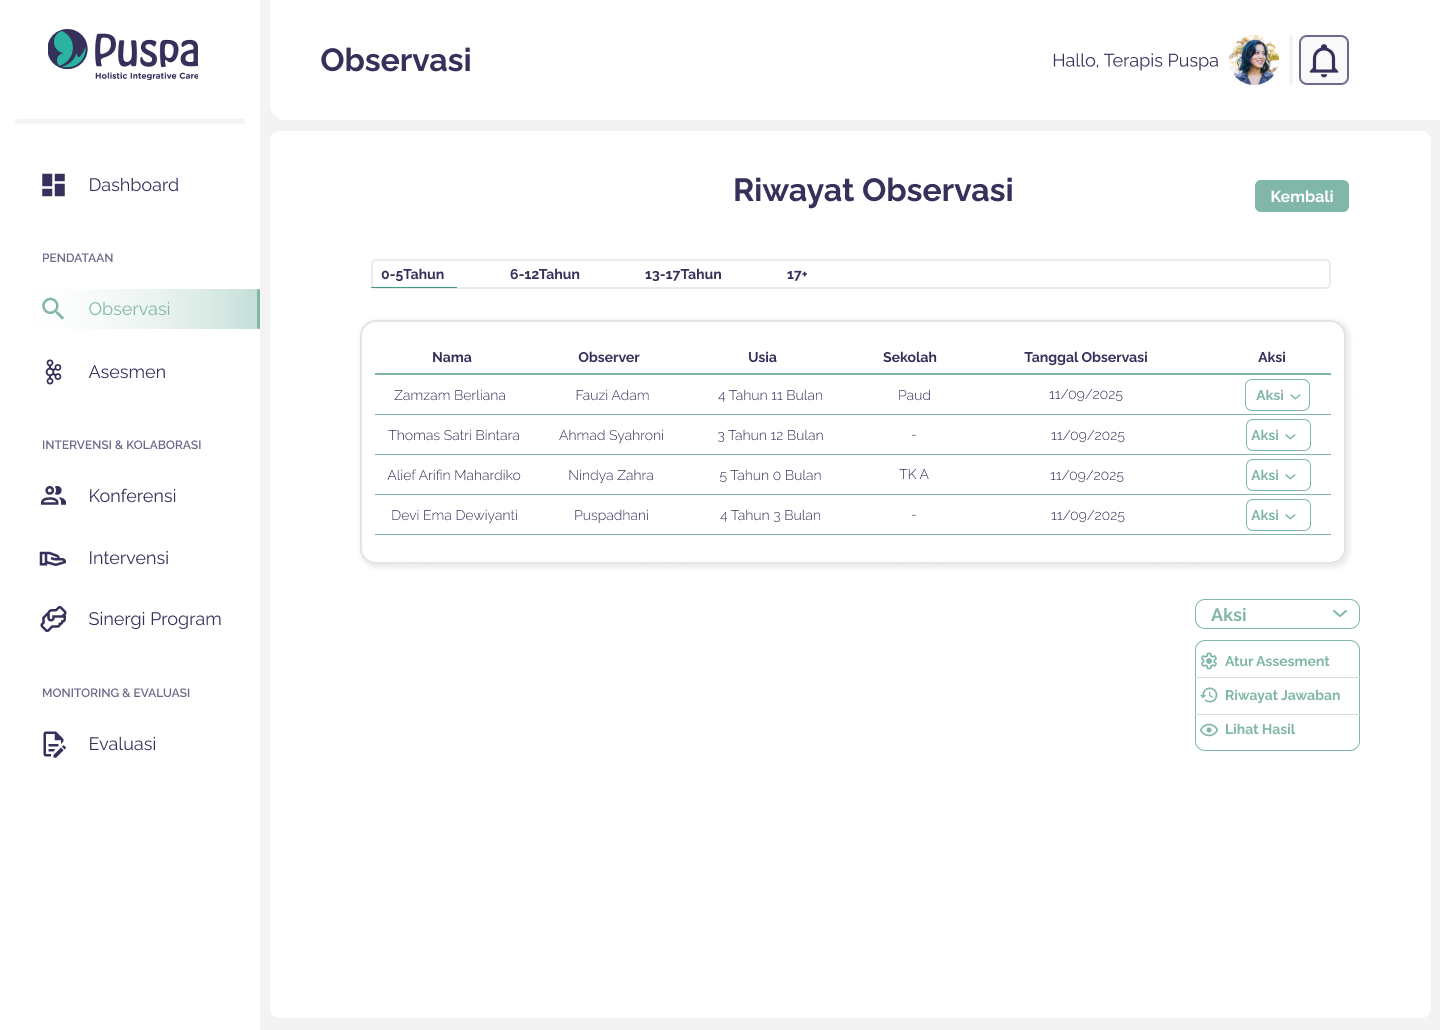 Puspa
Holistic Integrative Care
Observasi
Hallo, Terapis Puspa
Dashboard
PENDATAAN
Observasi
Asesmen
INTERVENSI & KOLABORASI
Konferensi
Intervensi
Sinergi Program
MONITORING & EVALUASI
Evaluasi
Riwayat Observasi
Kembali
0-5Tahun 6-12Tahun 13-17Tahun 17+
Nama Observer Usia Sekolah Tanggal Observasi Aksi
Zamzam Berliana Fauzi Adam 4 Tahun 11 Bulan Paud 11/09/2025 Aksi
Thomas Satri Bintara Ahmad Syahroni 3 Tahun 12 Bulan - 11/09/2025 Aksi
Alief Arifin Mahardiko Nindya Zahra 5 Tahun 0 Bulan TK A 11/09/2025 Aksi
Devi Ema Dewiyanti Puspadhani 4 Tahun 3 Bulan - 11/09/2025 Aksi
Aksi
Atur Assesment
Riwayat Jawaban
Lihat Hasil